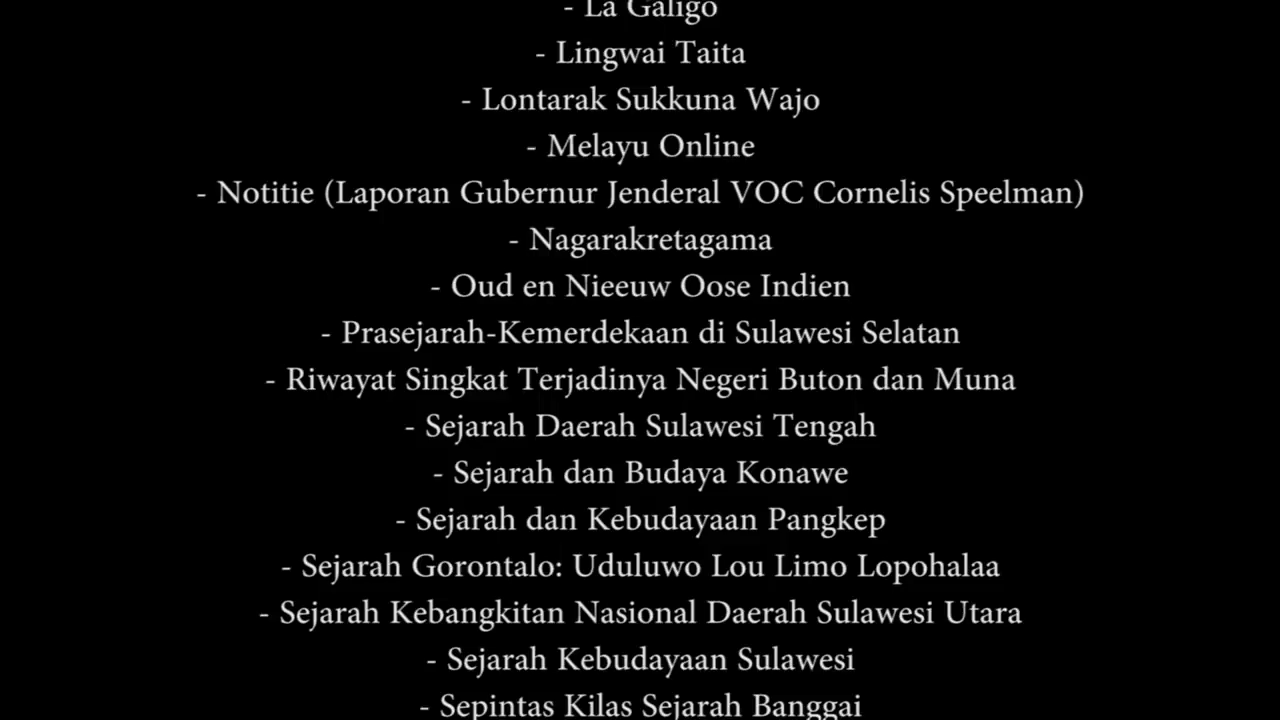 - La Galigo
- Lingwai Taita
- Lontarak Sukkuna Wajo
- Melayu Online
- Notitie (Laporan Gubernur Jenderal VOC Cornelis Speelman)
- Nagarakretagama
- Oud en Nieeuw Oose Indien
- Prasejarah-Kemerdekaan di Sulawesi Selatan
- Riwayat Singkat Terjadinya Negeri Buton dan Muna
- Sejarah Daerah Sulawesi Tengah
- Sejarah dan Budaya Konawe
- Sejarah dan Kebudayaan Pangkep
- Sejarah Gorontalo: Uduluwo Lou Limo Lopohalaa
- Sejarah Kebangkitan Nasional Daerah Sulawesi Utara
- Sejarah Kebudayaan Sulawesi
- Sepintas Kilas Sejarah Banggai